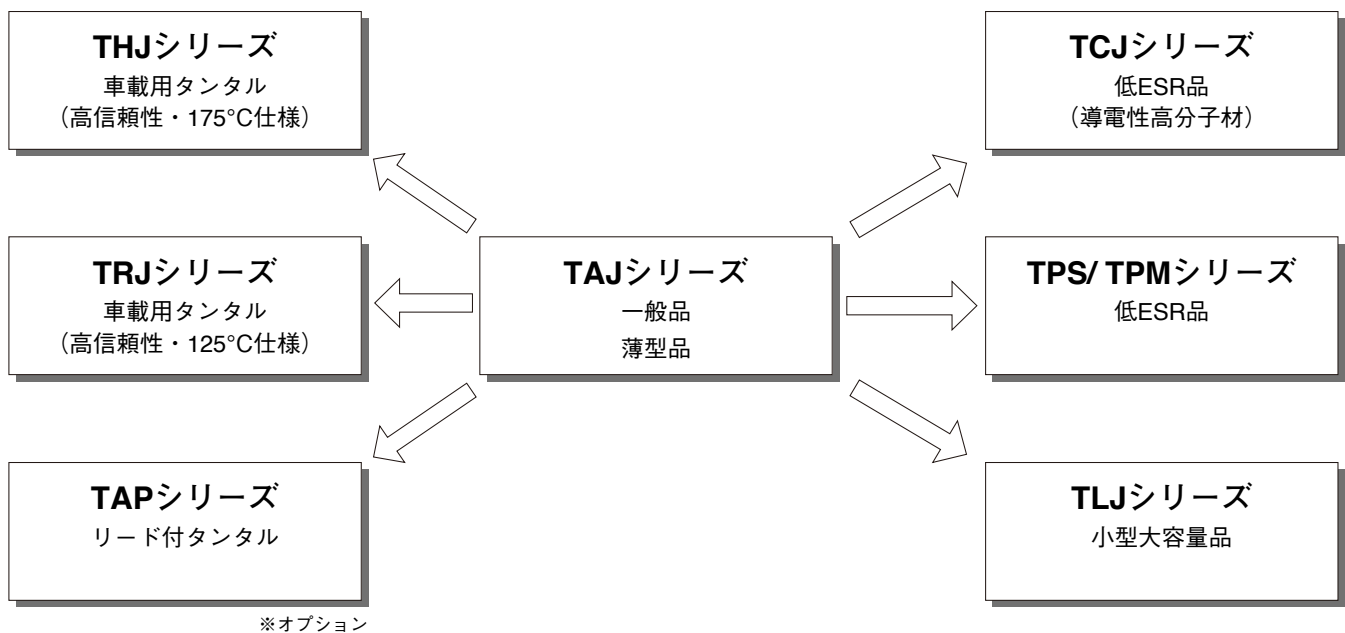 THJシリーズ
車載用タンタル
（高信頼性・175°C仕様）
TCJシリーズ
低ESR品
（導電性高分子材）
TRJシリーズ
車載用タンタル
（高信頼性・125°C仕様）
TAJシリーズ
一般品
薄型品
TPS/ TPMシリーズ
低ESR品
TAPシリーズ
リード付タンタル
TLJシリーズ
小型大容量品
※オプション